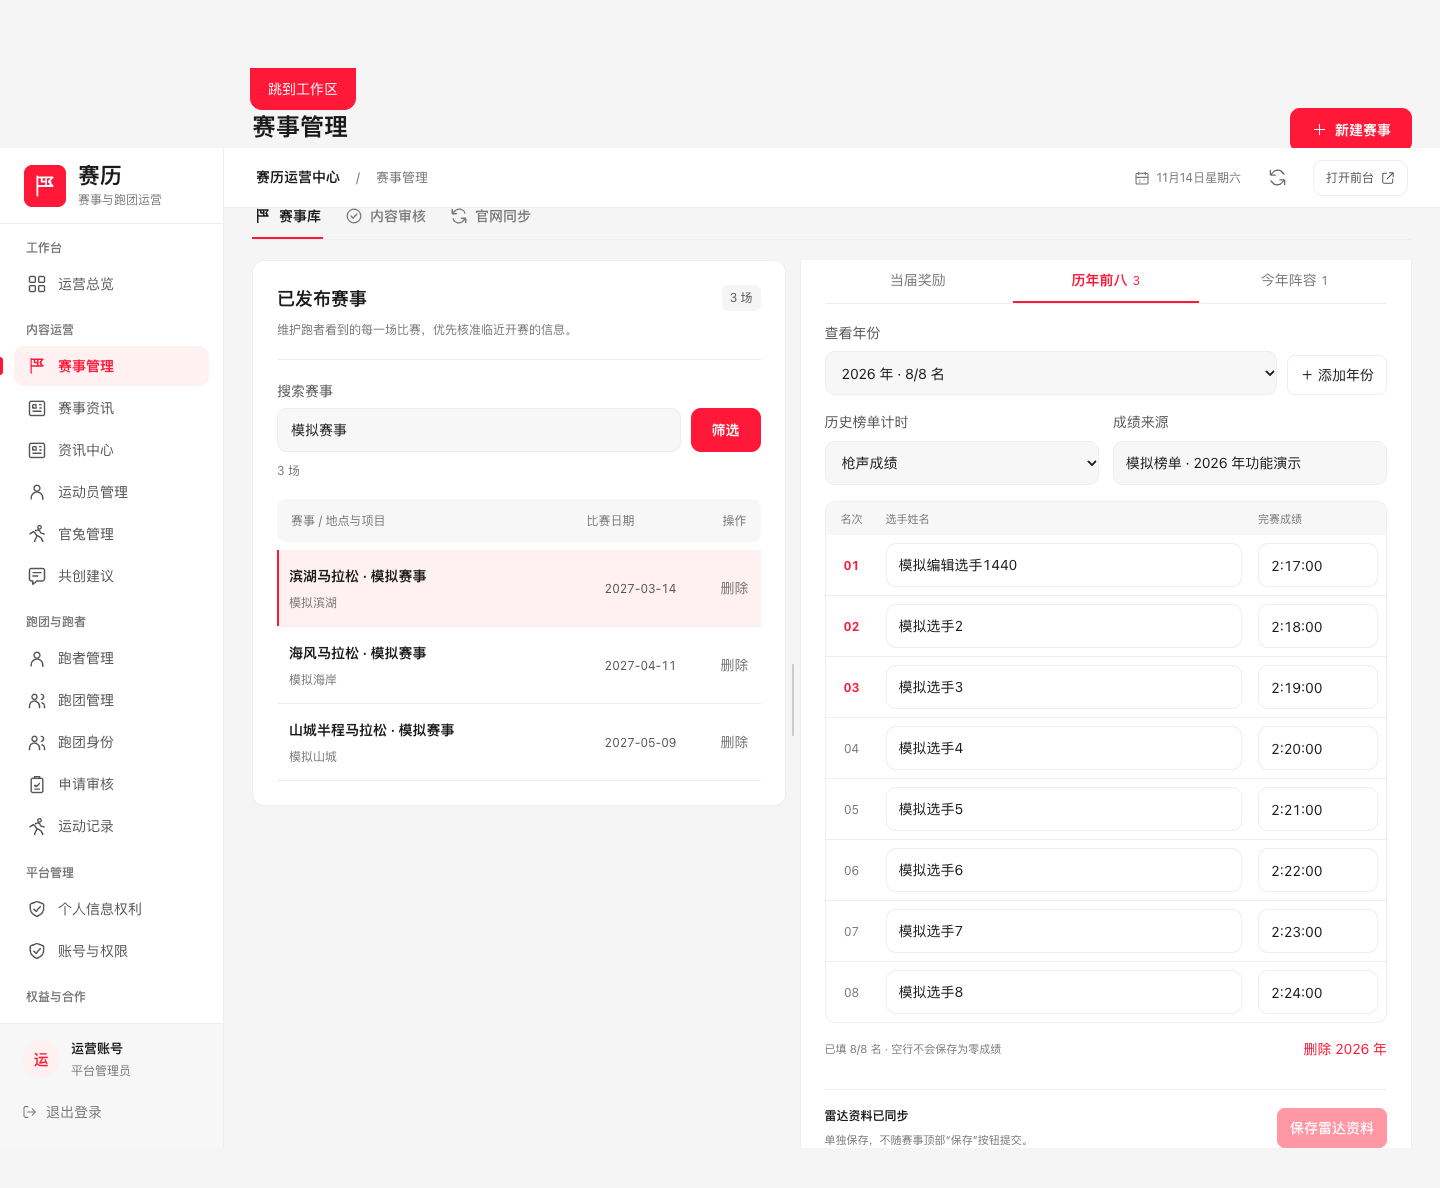 跳到工作区
赛事管理
新建赛事
赛历
赛事与跑团运营
赛历运营中心 / 赛事管理
11月14日星期六
打开前台
工作台
运营总览
内容运营
赛事管理
赛事资讯
资讯中心
运动员管理
官兔管理
共创建议
跑团与跑者
跑者管理
跑团管理
跑团身份
申请审核
运动记录
平台管理
个人信息权利
账号与权限
权益与合作
运
运营账号
平台管理员
退出登录
赛事库
内容审核
官网同步
已发布赛事
3 场
维护跑者看到的每一场比赛，优先核准临近开赛的信息。
搜索赛事
模拟赛事
筛选
3 场
赛事 / 地点与项目 比赛日期 操作
滨湖马拉松 · 模拟赛事
模拟滨湖
2027-03-14
删除
海风马拉松 · 模拟赛事
模拟海岸
2027-04-11
删除
山城半程马拉松 · 模拟赛事
模拟山城
2027-05-09
删除
当届奖励
历年前八 3
今年阵容 1
查看年份
2026 年 · 8/8 名
+ 添加年份
历史榜单计时
成绩来源
枪声成绩
模拟榜单 · 2026 年功能演示
名次 选手姓名 完赛成绩
01 模拟编辑选手1440 2:17:00
02 模拟选手2 2:18:00
03 模拟选手3 2:19:00
04 模拟选手4 2:20:00
05 模拟选手5 2:21:00
06 模拟选手6 2:22:00
07 模拟选手7 2:23:00
08 模拟选手8 2:24:00
已填 8/8 名 · 空行不会保存为零成绩
删除 2026 年
雷达资料已同步
单独保存，不随赛事顶部“保存”按钮提交。
保存雷达资料